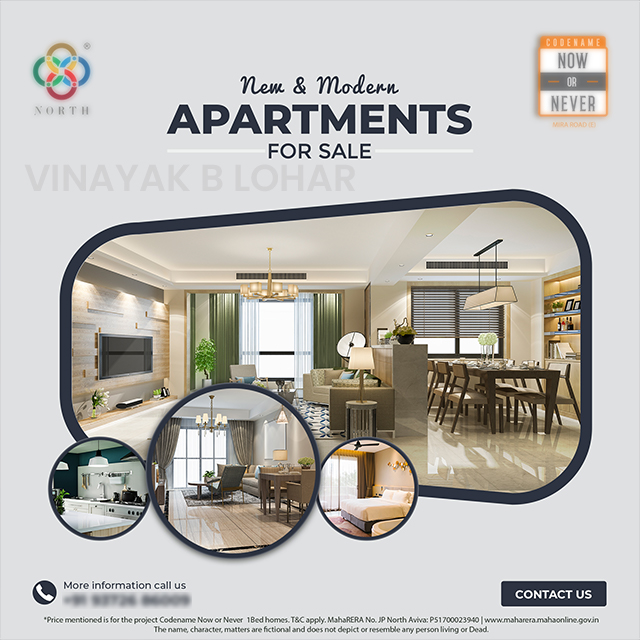 ®
NORTH
CODENAME
NOW
OR
NEVER
MIRA ROAD (E)
New & Modern
APARTMENTS
FOR SALE
VINAYAK B LOHAR
More information call us
CONTACT US
*Price mentioned is for the project Codename Now or Never 1Bed homes. T&C apply. MahaRERA No. JP North Aviva: P51700023940 | www.maharera.mahaonline.gov.in
The name, character, matters are fictional and does not depict or resemble any person living or Dead.